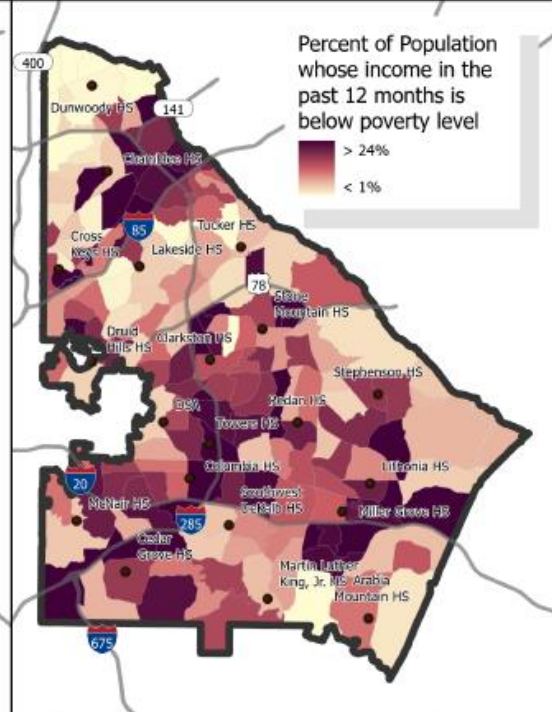 Percent of Population
whose income in the
past 12 months is
below poverty level
> 24%
< 1%
400
Dunwoody HS
141
Chamblee HS
85
Tucker HS
Cross
Keys HS
Lakeside HS
78
Stone
Mountain HS
Druid
Hills HS
Clarkston HS
Stephenson HS
DSA
Redan HS
Towers HS
Columbia HS
Lithonia HS
20
McNair HS
Southwest
DeKalb HS
Miller Grove HS
285
Cedar
Grove HS
Martin Luther
King, Jr. HS
Arabia
Mountain HS
675